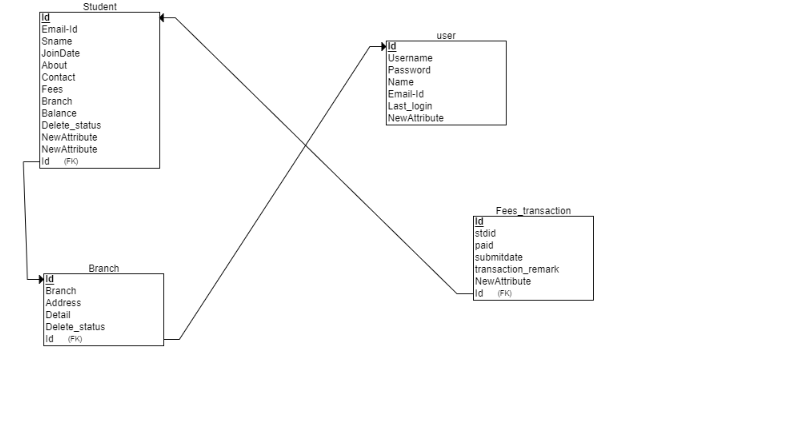 Student
Id
Email-Id
Sname
JoinDate
About
Contact
Fees
Branch
Balance
Delete_status
NewAttribute
NewAttribute
Id (FK)
user
Id
Username
Password
Name
Email-Id
Last_login
NewAttribute
Fees_transaction
Id
stdid
paid
submitdate
transaction_remark
NewAttribute
Id (FK)
Branch
Id
Branch
Address
Detail
Delete_status
Id (FK)